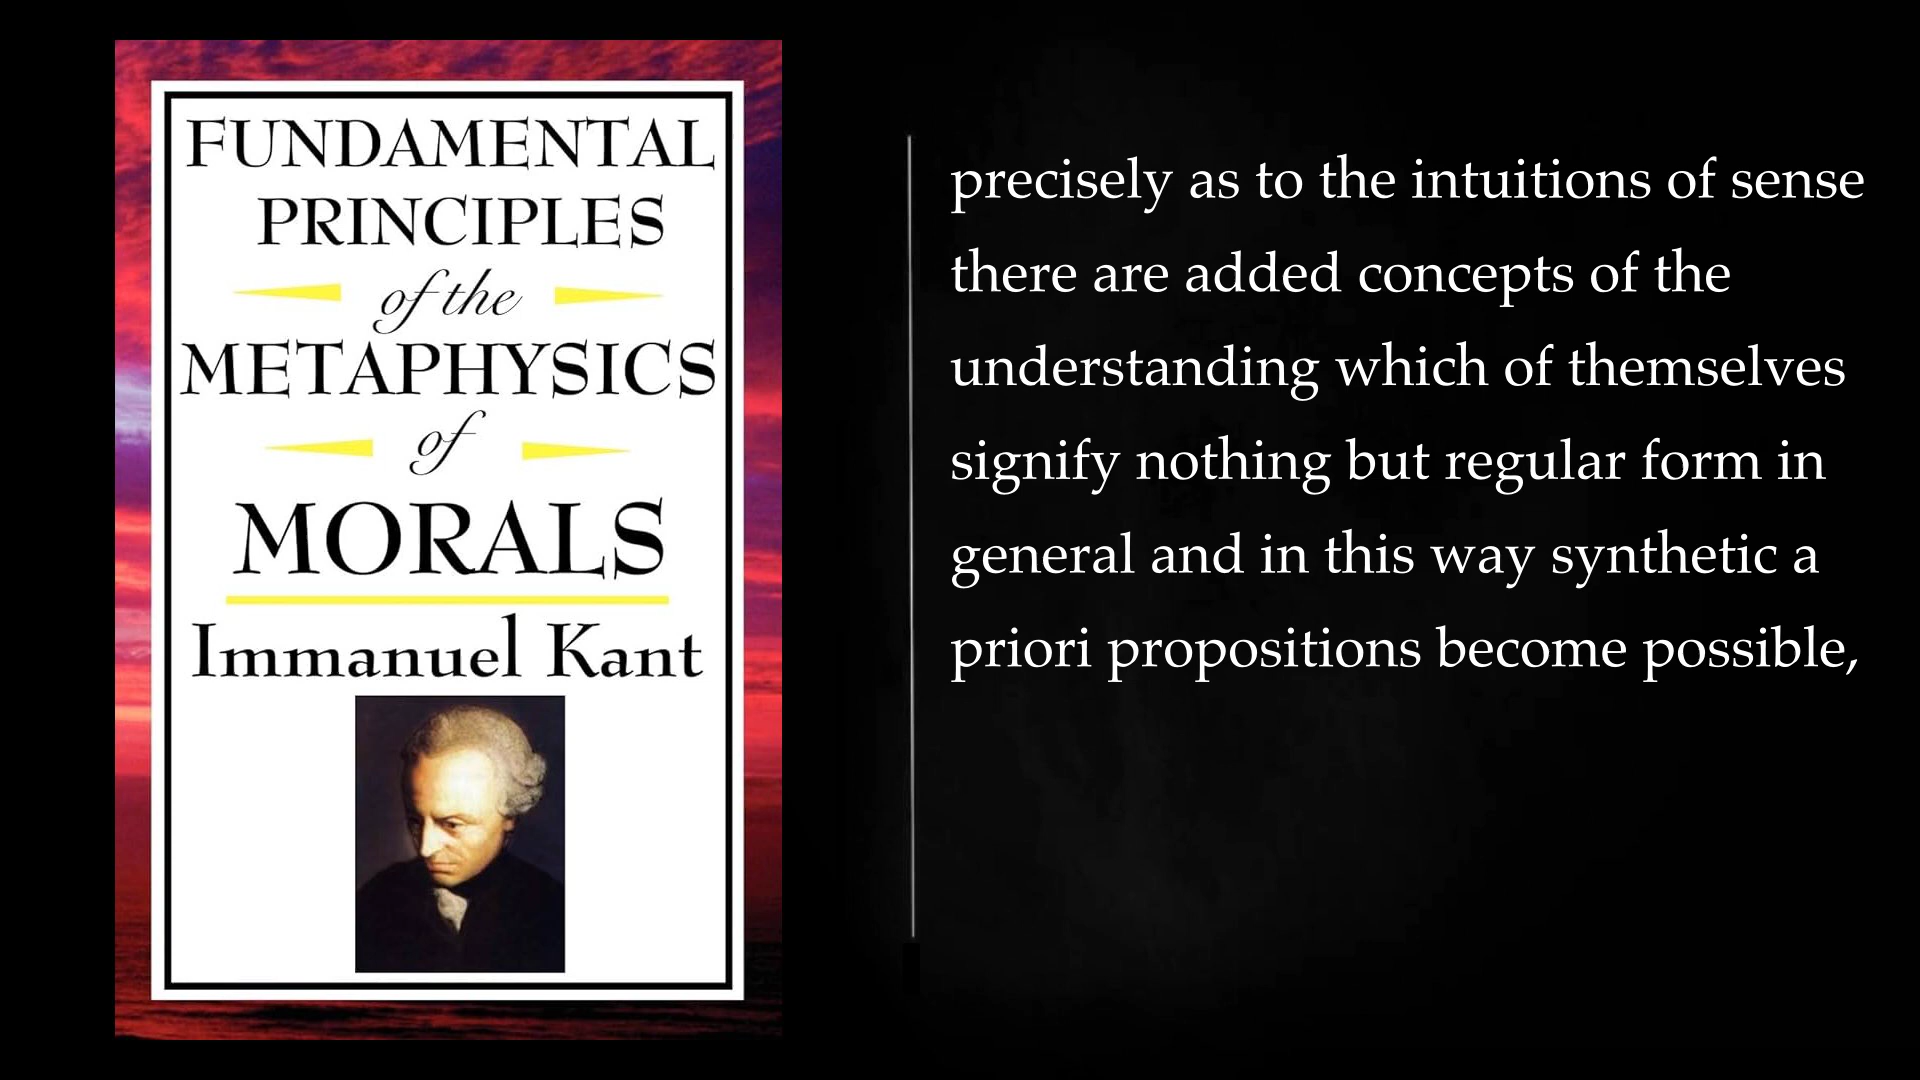 FUNDAMENTAL
PRINCIPLES
of the
METAPHYSICS
of
MORALS
Immanuel Kant
precisely as to the intuitions of sense
there are added concepts of the
understanding which of themselves
signify nothing but regular form in
general and in this way synthetic a
priori propositions become possible,